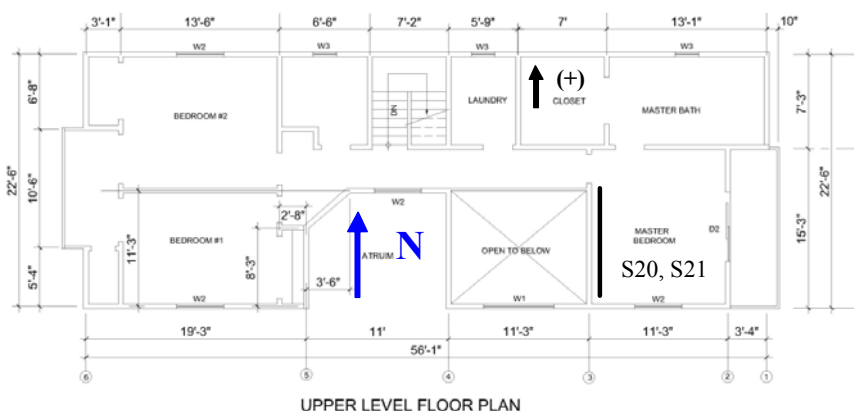 3'-1" 13'-6" 6'-6" 7'-2" 5'-9" 7' 13'-1" 10"
W2 W3 W3 W3
(+)
6'-8" 7'-3"
DN LAUNDRY CLOSET MASTER BATH
BEDROOM #2
22'-6" 10'-6" 22'-6"
W2
2'-8"
BEDROOM #1 11'-3" 8'-3" ATRIUM N OPEN TO BELOW MASTER BEDROOM D2 15'-3"
3'-6" S20, S21
5'-4"
W2 W1 W2
19'-3" 11' 11'-3" 11'-3" 3'-4"
56'-1"
6 5 4 3 2 1
UPPER LEVEL FLOOR PLAN